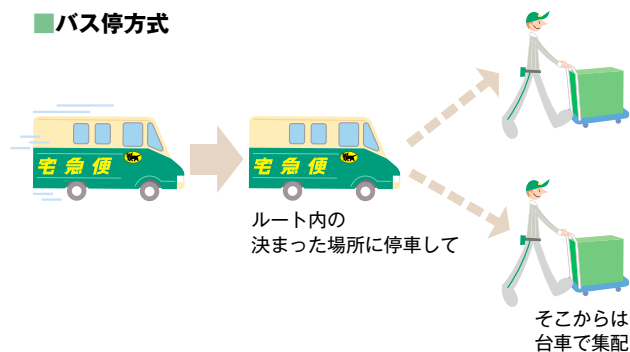 ■バス停方式
宅急便
宅急便
ルート内の
決まった場所に停車して
そこからは
台車で集配